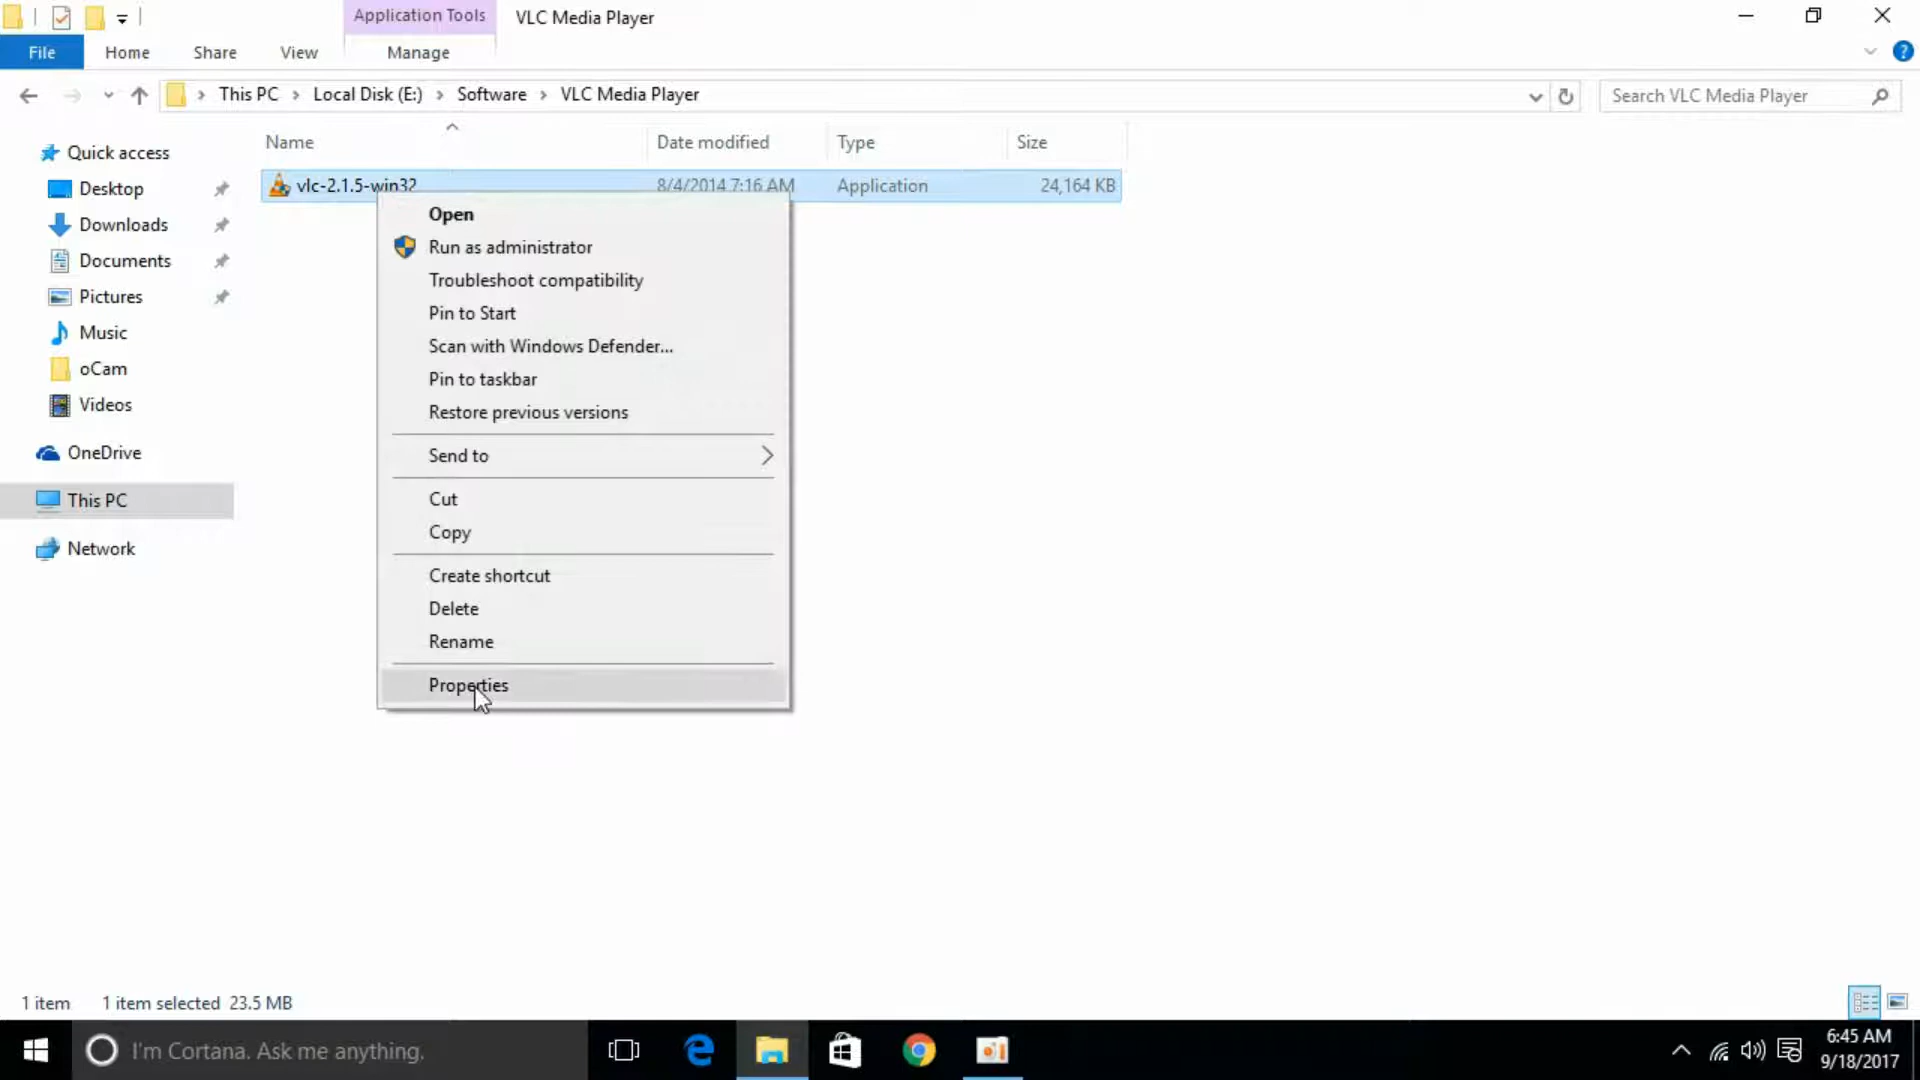 Application Tools VLC Media Player
File Home Share View Manage
This PC Local Disk (E:) Software VLC Media Player Search VLC Media Player
Name Date modified Type Size
vlc-2.1.5-win32 8/4/2014 7:16 AM Application 24,164 KB
Quick access
Desktop
Downloads
Documents
Pictures
Music
oCam
Videos
OneDrive
This PC
Network
Open
Run as administrator
Troubleshoot compatibility
Pin to Start
Scan with Windows Defender...
Pin to taskbar
Restore previous versions
Send to
Cut
Copy
Create shortcut
Delete
Rename
Properties
1 item 1 item selected 23.5 MB
I'm Cortana. Ask me anything.
6:45 AM
9/18/2017